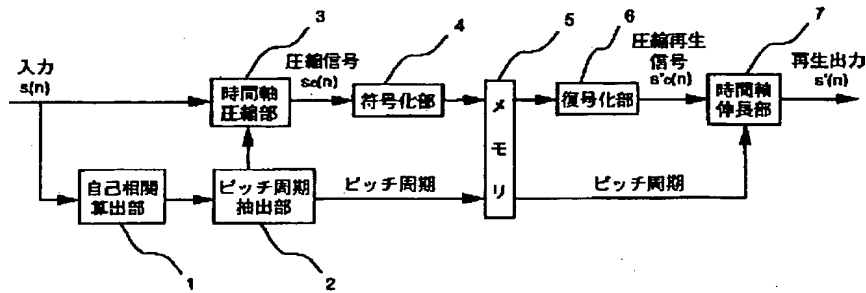 3
4
5
6
7
入力
s(n)
時間軸
圧縮部
圧縮信号
sc(n)
符号化部
メモリ
復号化部
圧縮再生
信号
s'c(n)
時間軸
伸長部
再生出力
s'(n)
自己相関
算出部
ピッチ周期
抽出部
ピッチ周期
ピッチ周期
1
2